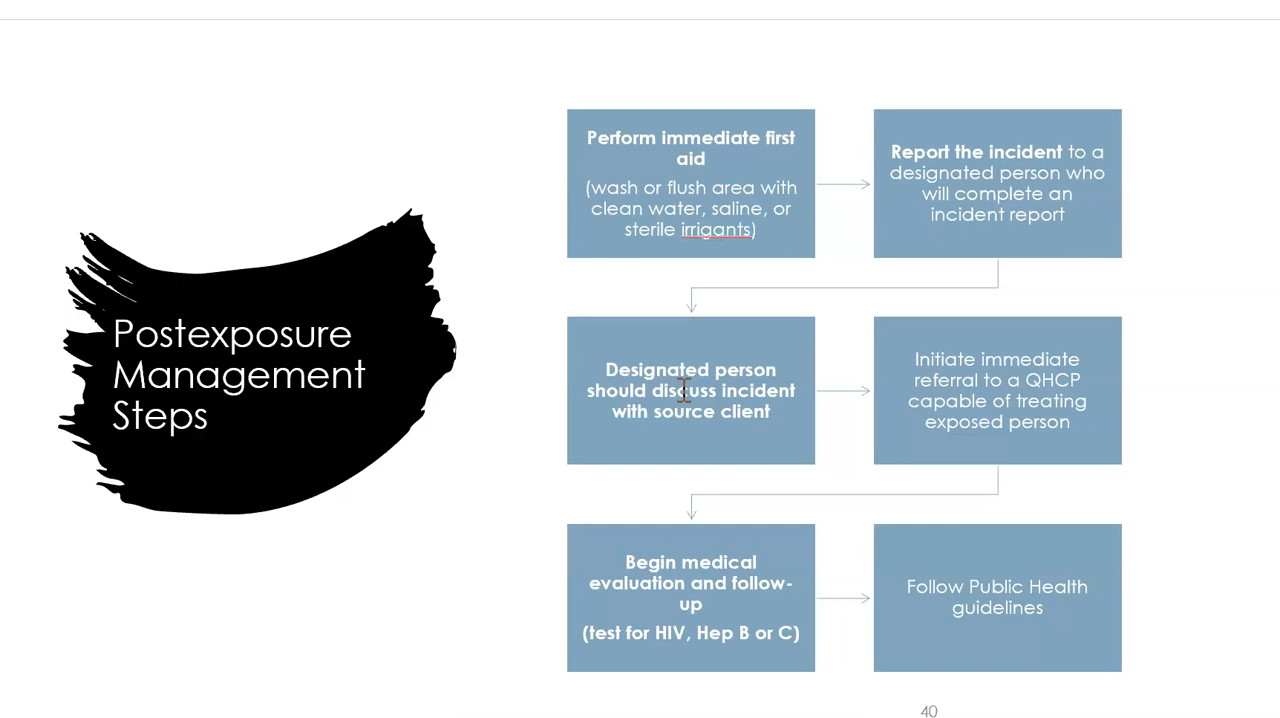 Postexposure
Management
Steps
Perform immediate first
aid
(wash or flush area with
clean water, saline, or
sterile irrigants)
Report the incident to a
designated person who
will complete an
incident report
Designated person
should discuss incident
with source client
Initiate immediate
referral to a QHCP
capable of treating
exposed person
Begin medical
evaluation and follow-
up
(test for HIV, Hep B or C)
Follow Public Health
guidelines
40